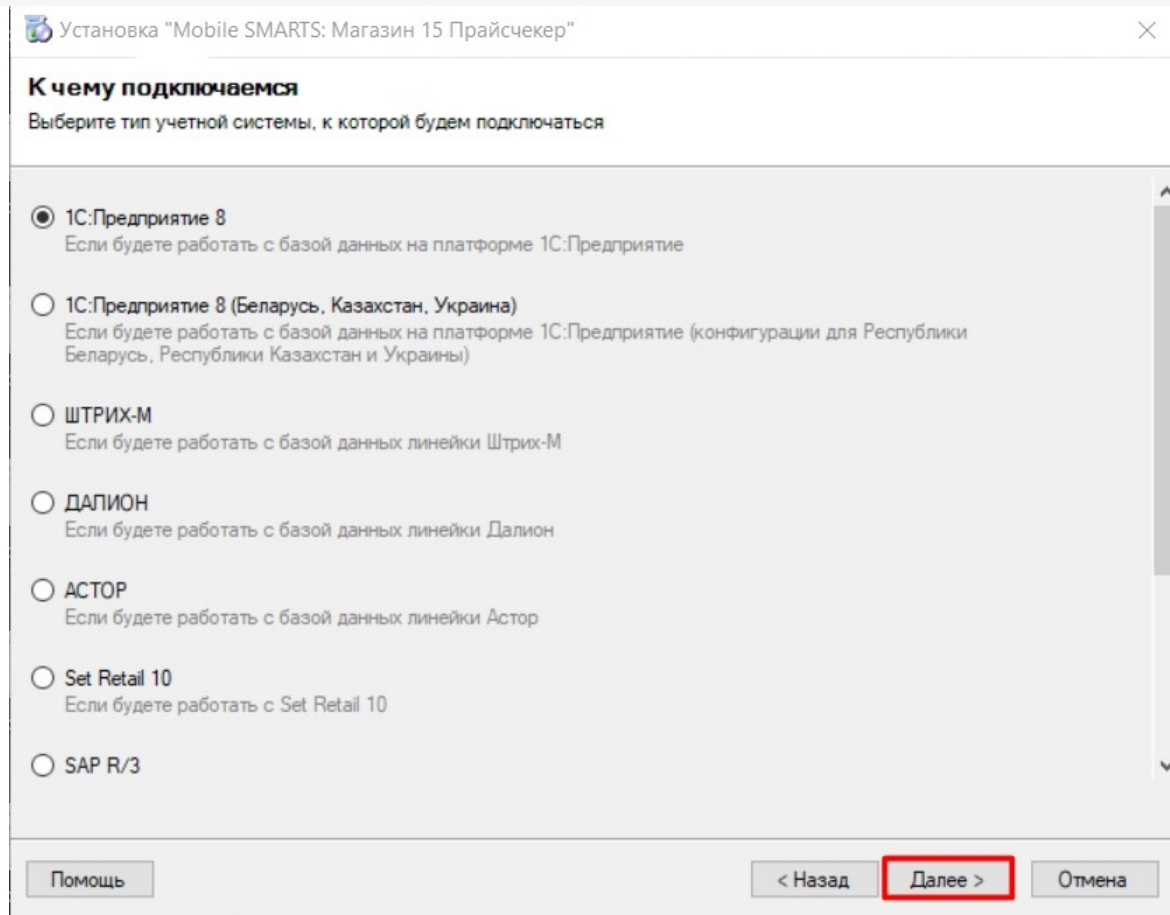 Установка "Mobile SMARTS: Магазин 15 Прайсчекер"
К чему подключаемся
Выберите тип учетной системы, к которой будем подключаться
1С:Предприятие 8
Если будете работать с базой данных на платформе 1С:Предприятие
1С:Предприятие 8 (Беларусь, Казахстан, Украина)
Если будете работать с базой данных на платформе 1С:Предприятие (конфигурации для Республики
Беларусь, Республики Казахстан и Украины)
ШТРИХ-М
Если будете работать с базой данных линейки Штрих-М
ДАЛИОН
Если будете работать с базой данных линейки Далион
АСТОР
Если будете работать с базой данных линейки Астор
Set Retail 10
Если будете работать с Set Retail 10
SAP R/3
Помощь
< Назад
Далее >
Отмена